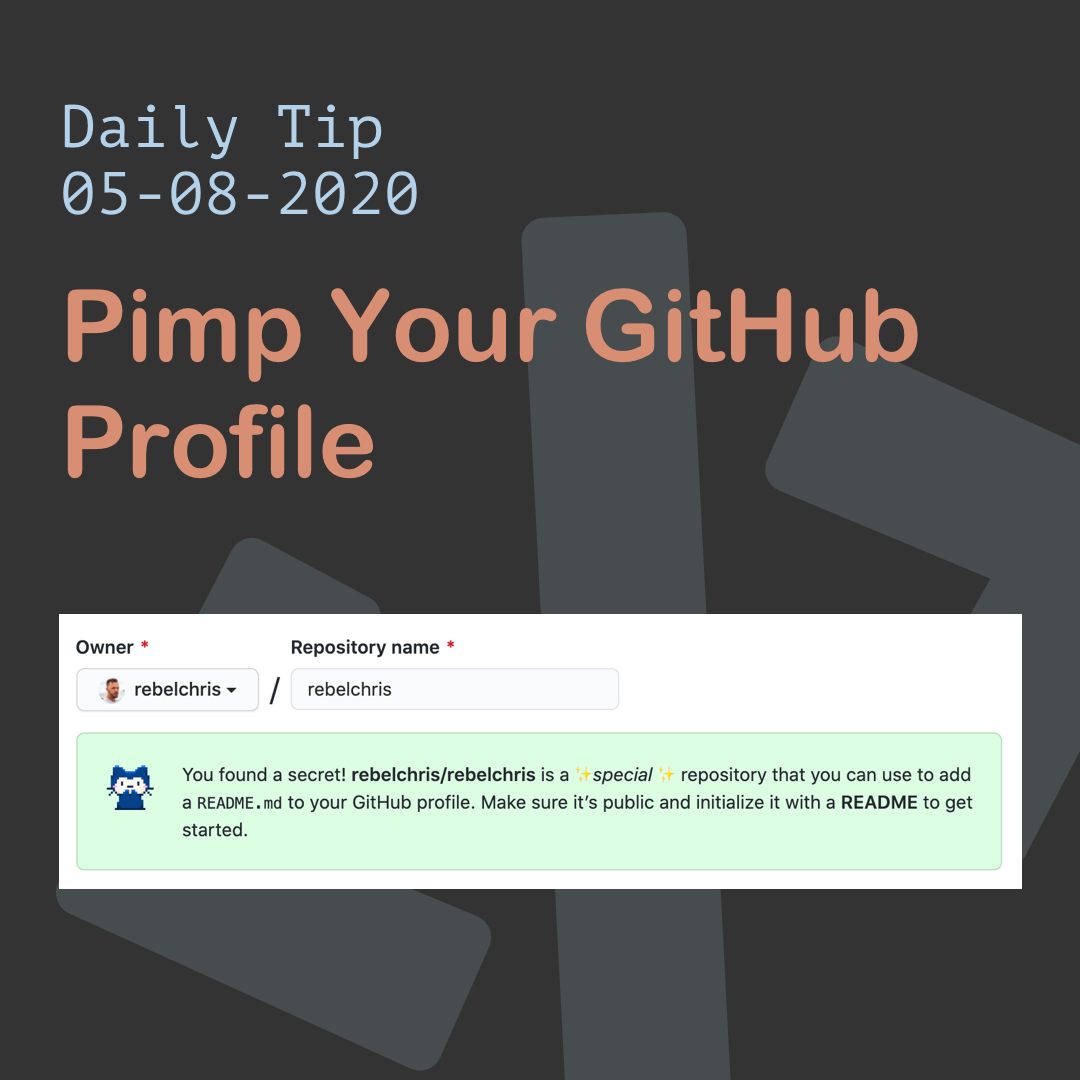 Daily Tip
05-08-2020
Pimp Your GitHub
Profile
Owner * Repository name *
rebelchris / rebelchris
You found a secret! rebelchris/rebelchris is a ✨special ✨ repository that you can use to add
a README.md to your GitHub profile. Make sure it’s public and initialize it with a README to get
started.